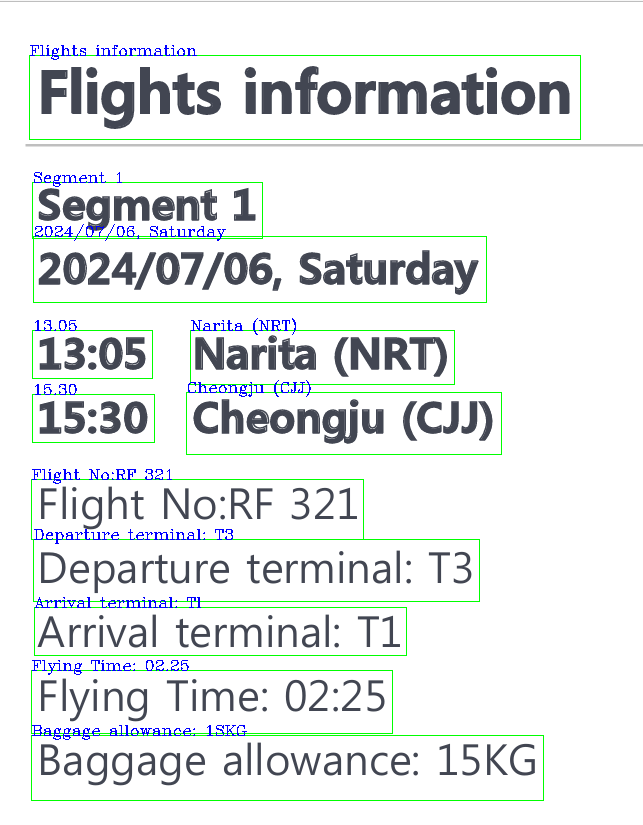 Flights information
Flights information
Segment 1
Segment 1
2024/07/06, Saturday
2024/07/06, Saturday
13.05 Narita (NRT)
13:05 Narita (NRT)
15.30 Cheongju (CJJ)
15:30 Cheongju (CJJ)
Flight No:RF 321
Flight No:RF 321
Departure terminal: T3
Departure terminal: T3
Arrival terminal: Tl
Arrival terminal: T1
Flying Time: 02.25
Flying Time: 02:25
Baggage allowance: 1SKG
Baggage allowance: 15KG